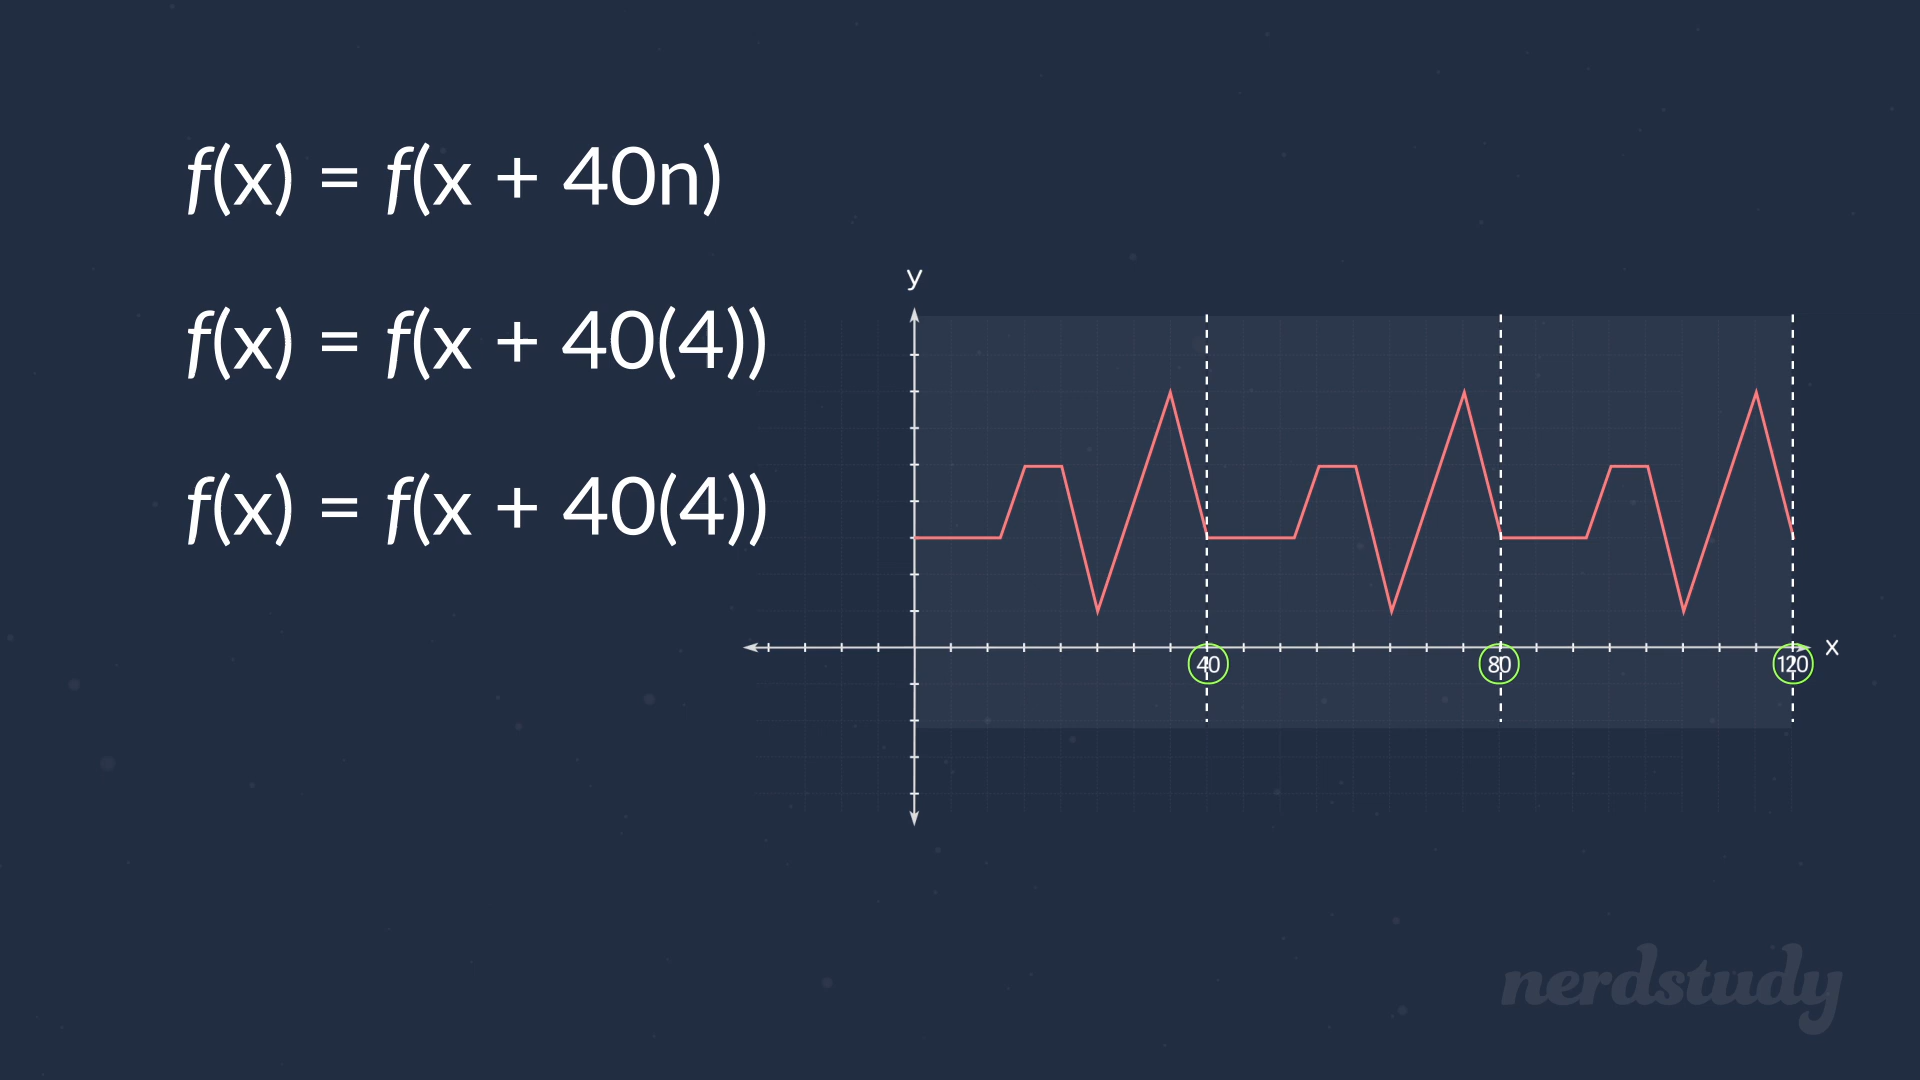 f(x) = f(x + 40n)
f(x) = f(x + 40(4))
f(x) = f(x + 40(4))
y
x
40
80
120
nerdstudy